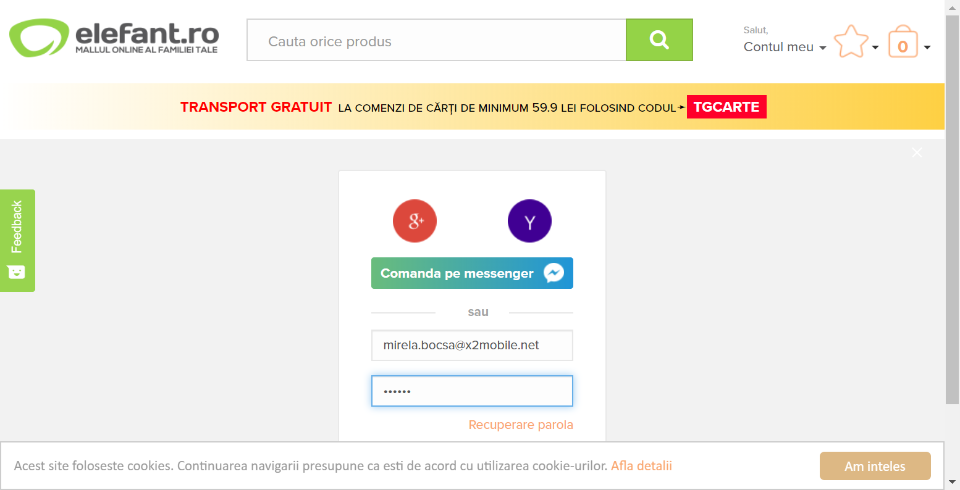 elefant.ro
MALLUL ONLINE AL FAMILIEI TALE
Cauta orice produs
Salut,
Contul meu
0
TRANSPORT GRATUIT LA COMENZI DE CĂRȚI DE MINIMUM 59.9 LEI FOLOSIND CODUL TGCARTE
Feedback
g+
Y
Comanda pe messenger
sau
mirela.bocsa@x2mobile.net
••••••
Recuperare parola
Acest site foloseste cookies. Continuarea navigarii presupune ca esti de acord cu utilizarea cookie-urilor. Afla detalii
Am inteles